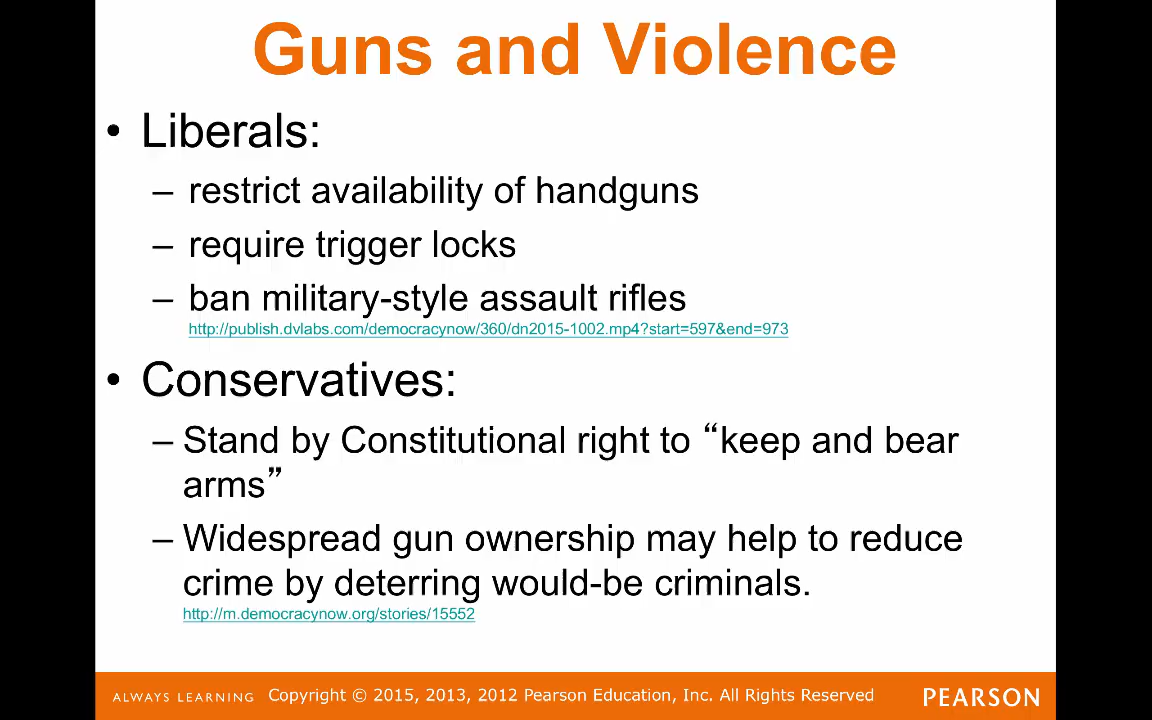 Guns and Violence
• Liberals:
– restrict availability of handguns
– require trigger locks
– ban military-style assault rifles
http://publish.dvlabs.com/democracynow/360/dn2015-1002.mp4?start=597&end=973
• Conservatives:
– Stand by Constitutional right to “keep and bear
arms”
– Widespread gun ownership may help to reduce
crime by deterring would-be criminals.
http://m.democracynow.org/stories/15552
ALWAYS LEARNING Copyright © 2015, 2013, 2012 Pearson Education, Inc. All Rights Reserved PEARSON